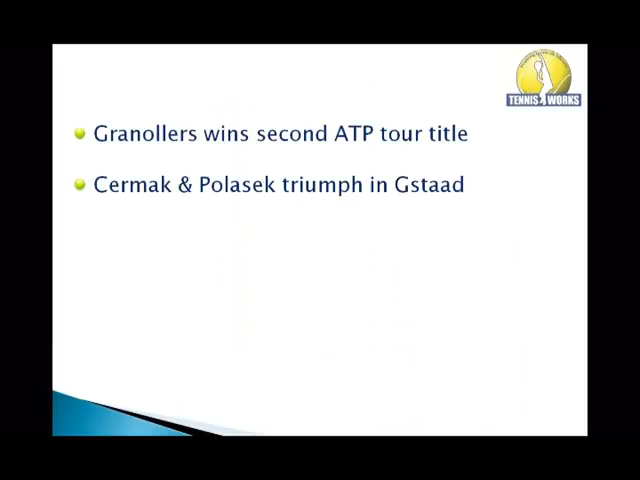 TENNIS WORKS
Granollers wins second ATP tour title
Cermak & Polasek triumph in Gstaad